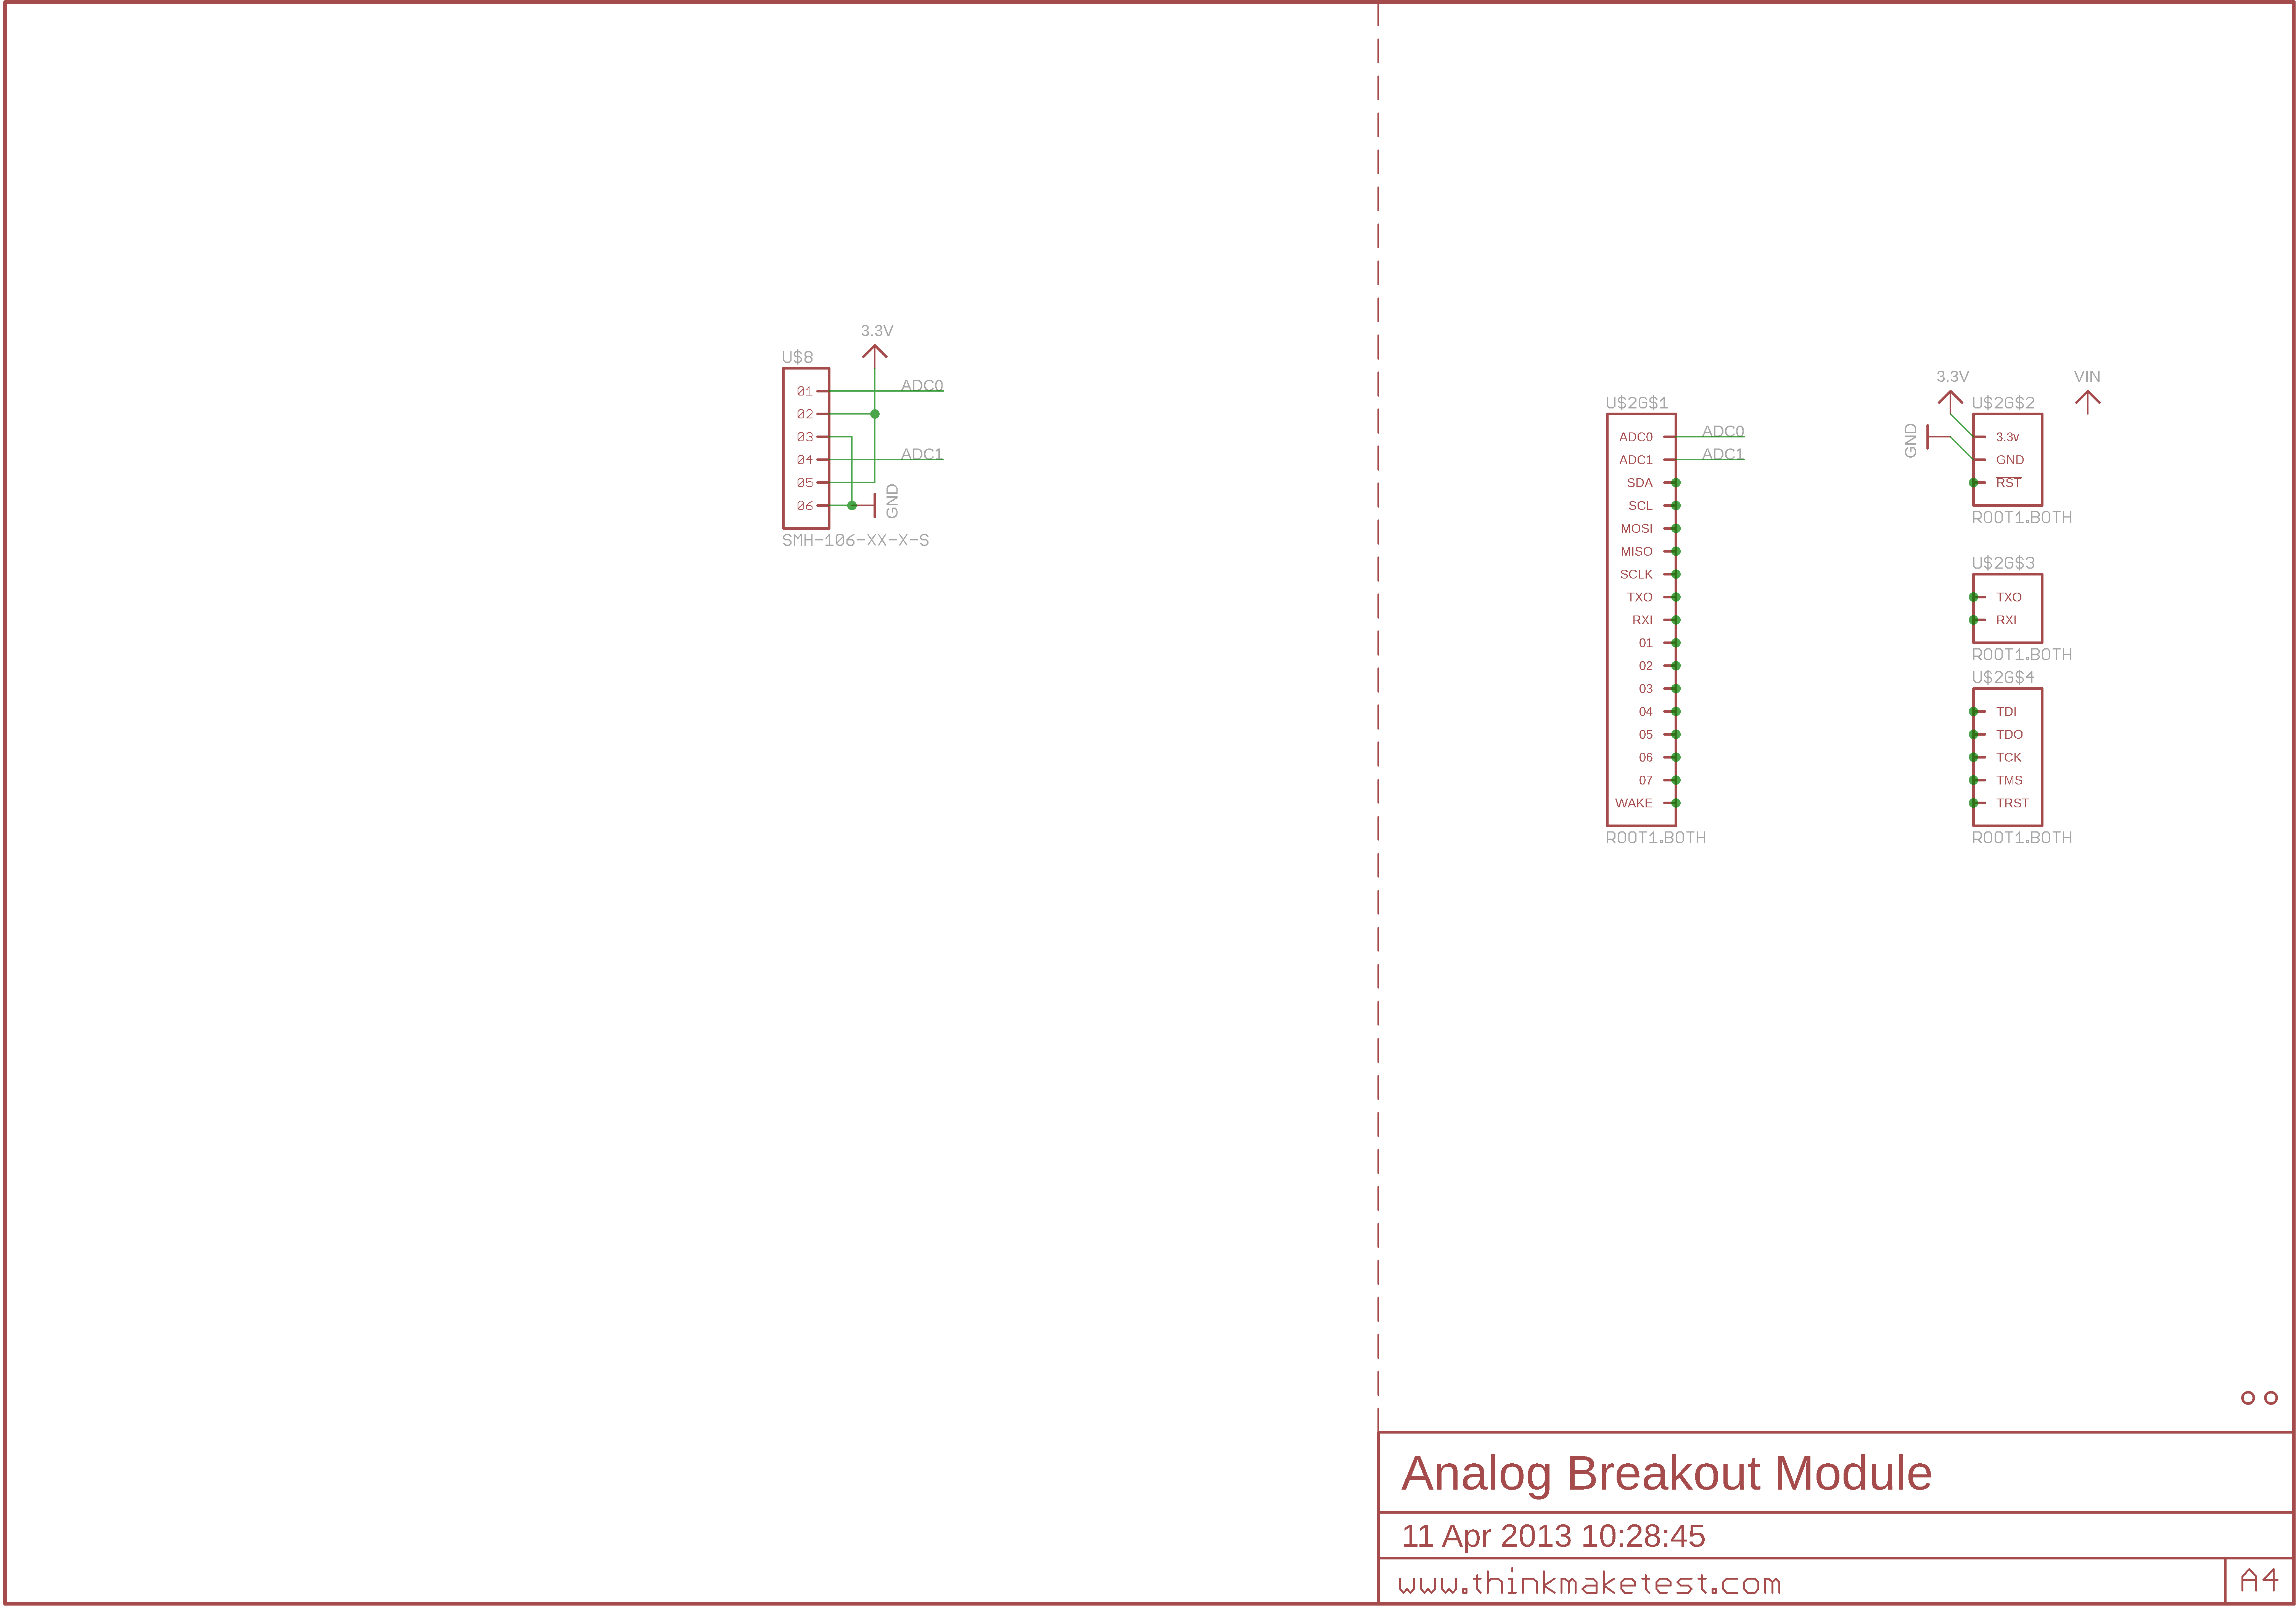 3.3V
U$8
01
ADC0
02
03
04
ADC1
05
06
GND
SMH-106-XX-X-S
U$2G$1
ADC0
ADC0
ADC1
ADC1
SDA
SCL
MOSI
MISO
SCLK
TXO
RXI
01
02
03
04
05
06
07
WAKE
ROOT1.BOTH
3.3V
VIN
U$2G$2
GND
3.3v
GND
RST
ROOT1.BOTH
U$2G$3
TXO
RXI
ROOT1.BOTH
U$2G$4
TDI
TDO
TCK
TMS
TRST
ROOT1.BOTH
Analog Breakout Module
11 Apr 2013 10:28:45
www.thinkmaketest.com
A4